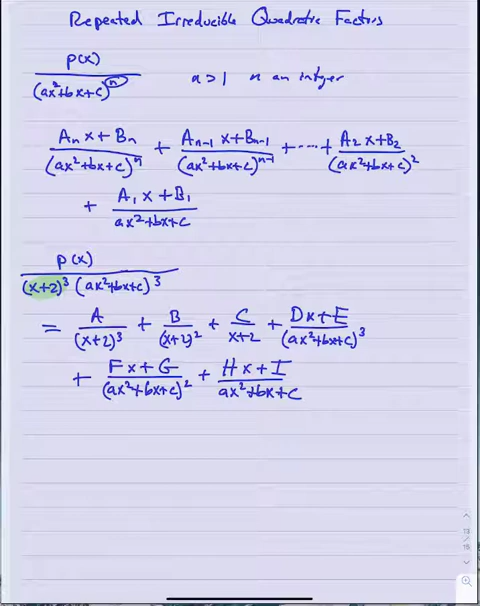 Repeated Irreducible Quadratic Factors
P(x) / (ax²+bx+c)ⁿ    n > 1    n an integer
(Aₙx+Bₙ)/(ax²+bx+c)ⁿ + (Aₙ₋₁x+Bₙ₋₁)/(ax²+bx+c)ⁿ⁻¹ + ⋯ + (A₂x+B₂)/(ax²+bx+c)²
+ (A₁x+B₁)/(ax²+bx+c)
P(x) / (x+2)³(ax²+bx+c)³
= A/(x+2)³ + B/(x+2)² + C/(x+2) + (Dx+E)/(ax²+bx+c)³
+ (Fx+G)/(ax²+bx+c)² + (Hx+I)/(ax²+bx+c)